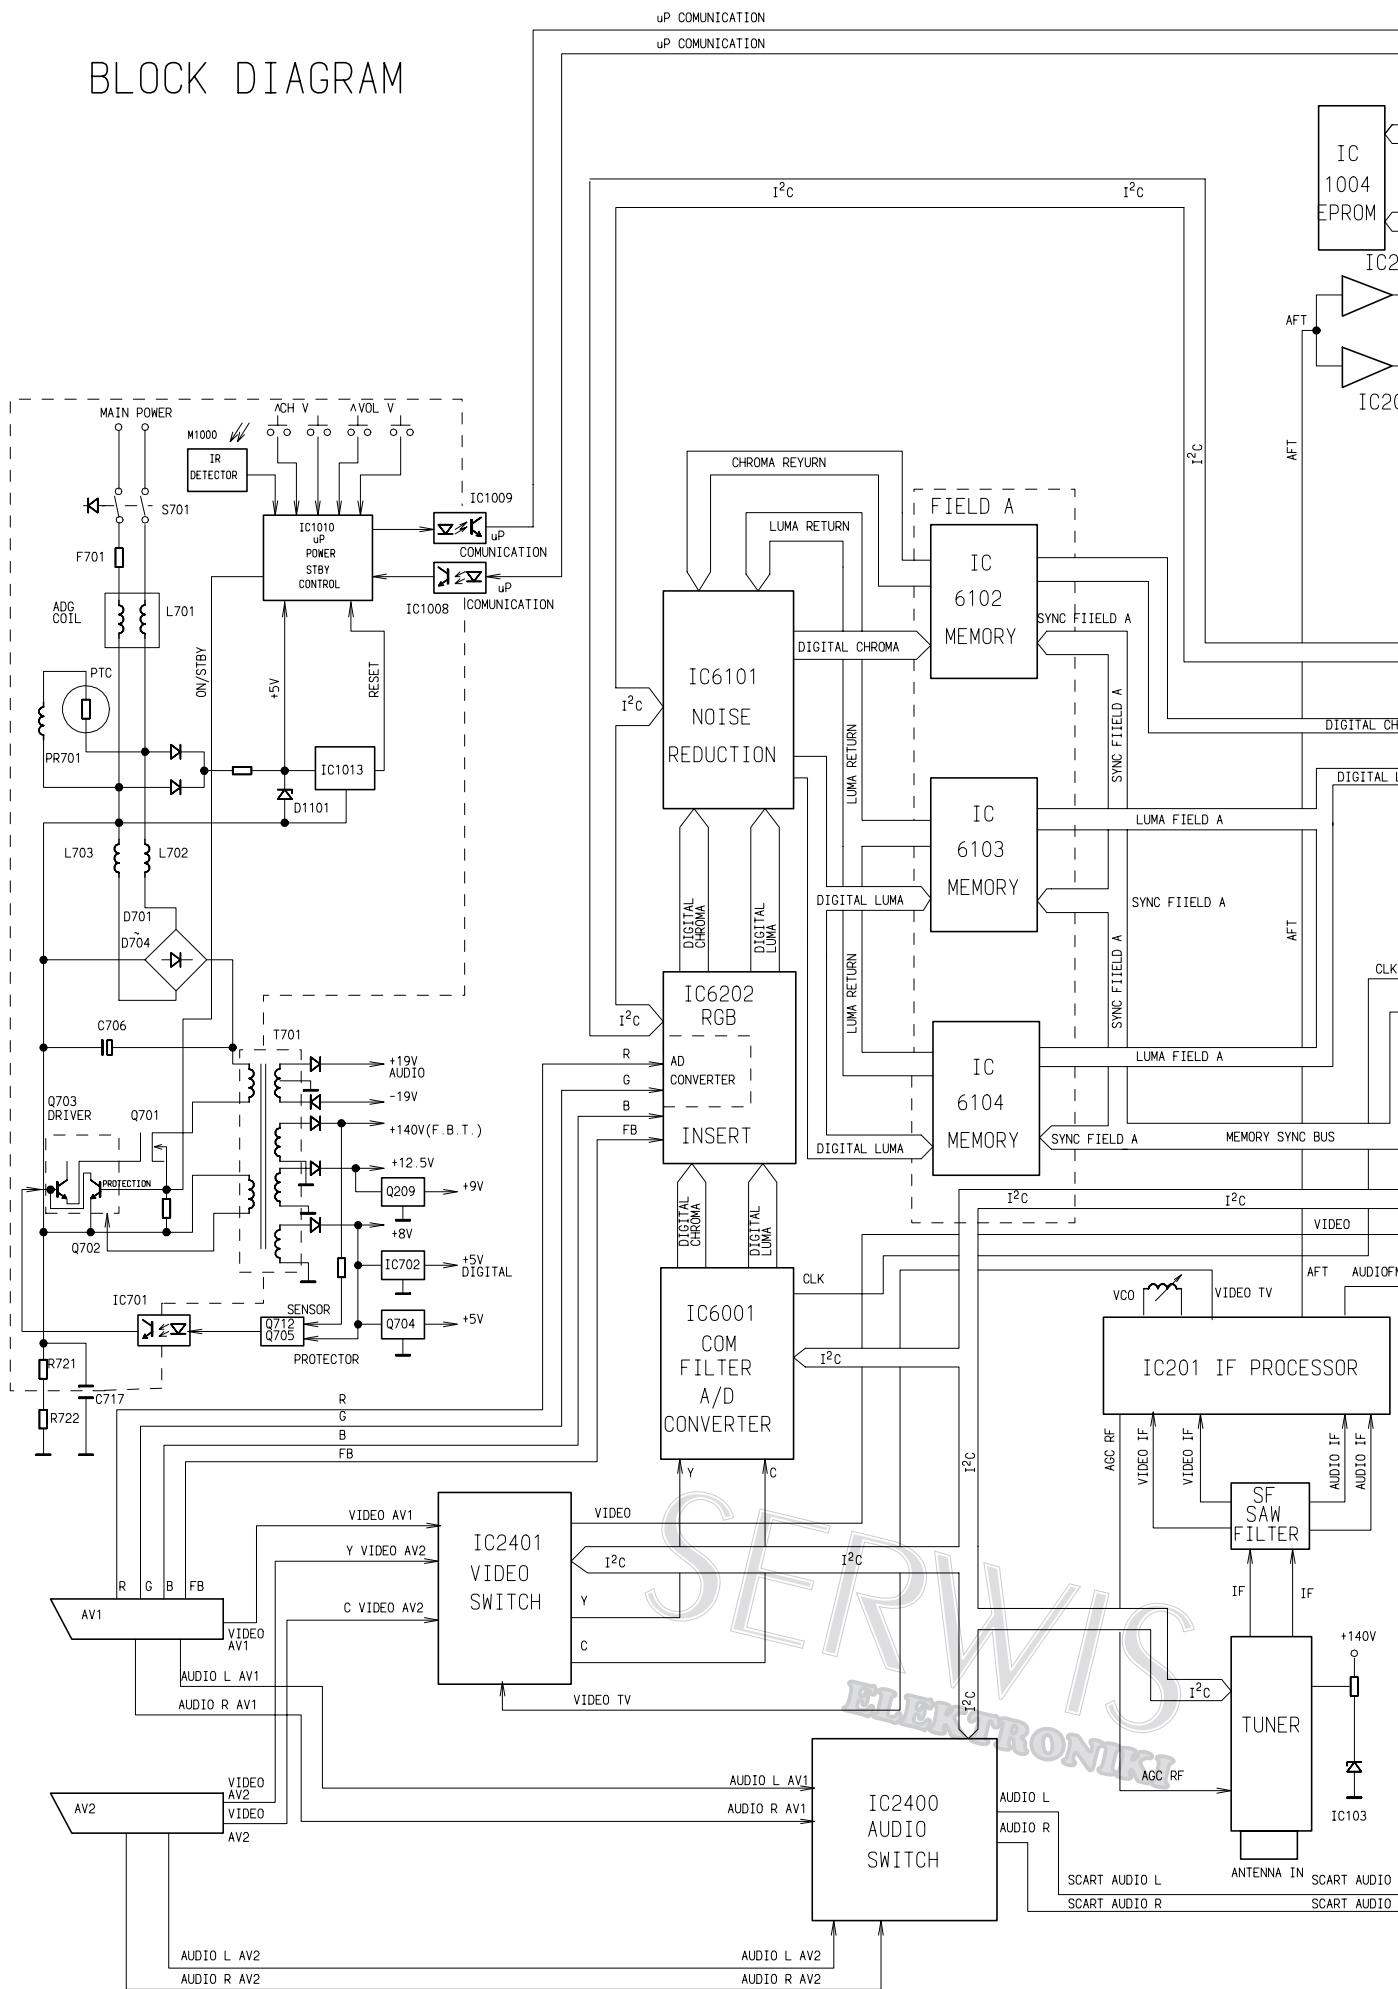 uP COMUNICATION
uP COMUNICATION
BLOCK DIAGRAM
IC
1004
EPROM
I²C
I²C
IC2
AFT
IC20
MAIN POWER
ΛCH V
ΛVOL V
M1000
IR
DETECTOR
S701
F701
IC1010
uP
POWER
STBY
CONTROL
IC1009
uP
COMUNICATION
IC1008
uP
COMUNICATION
ADG
COIL
L701
PTC
PR701
ON/STBY
+5V
RESET
IC1013
D1101
L703
L702
D701
~
D704
C706
T701
+19V
AUDIO
-19V
+140V(F.B.T.)
+12.5V
Q209
+9V
+8V
IC702
+5V
DIGITAL
Q704
+5V
Q703
DRIVER
Q701
PROTECTION
Q702
IC701
SENSOR
Q712
Q705
PROTECTOR
R721
C717
R722
CHROMA REYURN
LUMA RETURN
FIELD A
I²C
AFT
IC
6102
MEMORY
SYNC FIIELD A
DIGITAL CHROMA
IC6101
NOISE
REDUCTION
I²C
LUMA RETURN
SYNC FIIELD A
DIGITAL CH
DIGITAL L
IC
6103
MEMORY
LUMA FIELD A
SYNC FIIELD A
DIGITAL LUMA
DIGITAL
CHROMA
DIGITAL
LUMA
LUMA RETURN
SYNC FIIELD A
AFT
CLK
IC6202
RGB
I²C
AD
CONVERTER
INSERT
R
G
B
FB
IC
6104
MEMORY
LUMA FIELD A
SYNC FIELD A
MEMORY SYNC BUS
DIGITAL LUMA
I²C
I²C
VIDEO
DIGITAL
CHROMA
DIGITAL
LUMA
CLK
IC6001
COM
FILTER
A/D
CONVERTER
I²C
VCO
VIDEO TV
AFT
AUDIOFM
IC201 IF PROCESSOR
AGC RF
VIDEO IF
VIDEO IF
AUDIO IF
AUDIO IF
SF
SAW
FILTER
IF
IF
R
G
B
FB
Y
C
I²C
VIDEO AV1
Y VIDEO AV2
C VIDEO AV2
IC2401
VIDEO
SWITCH
VIDEO
I²C
I²C
Y
C
VIDEO TV
R
G
B
FB
AV1
VIDEO
AV1
AUDIO L AV1
AUDIO R AV1
SERWIS
ELEKTRONIKI
I²C
I²C
+140V
TUNER
AGC RF
IC103
ANTENNA IN
VIDEO
AV2
VIDEO
AV2
AV2
AUDIO L AV1
AUDIO R AV1
IC2400
AUDIO
SWITCH
AUDIO L
AUDIO R
SCART AUDIO L
SCART AUDIO
SCART AUDIO R
SCART AUDIO
AUDIO L AV2
AUDIO L AV2
AUDIO R AV2
AUDIO R AV2